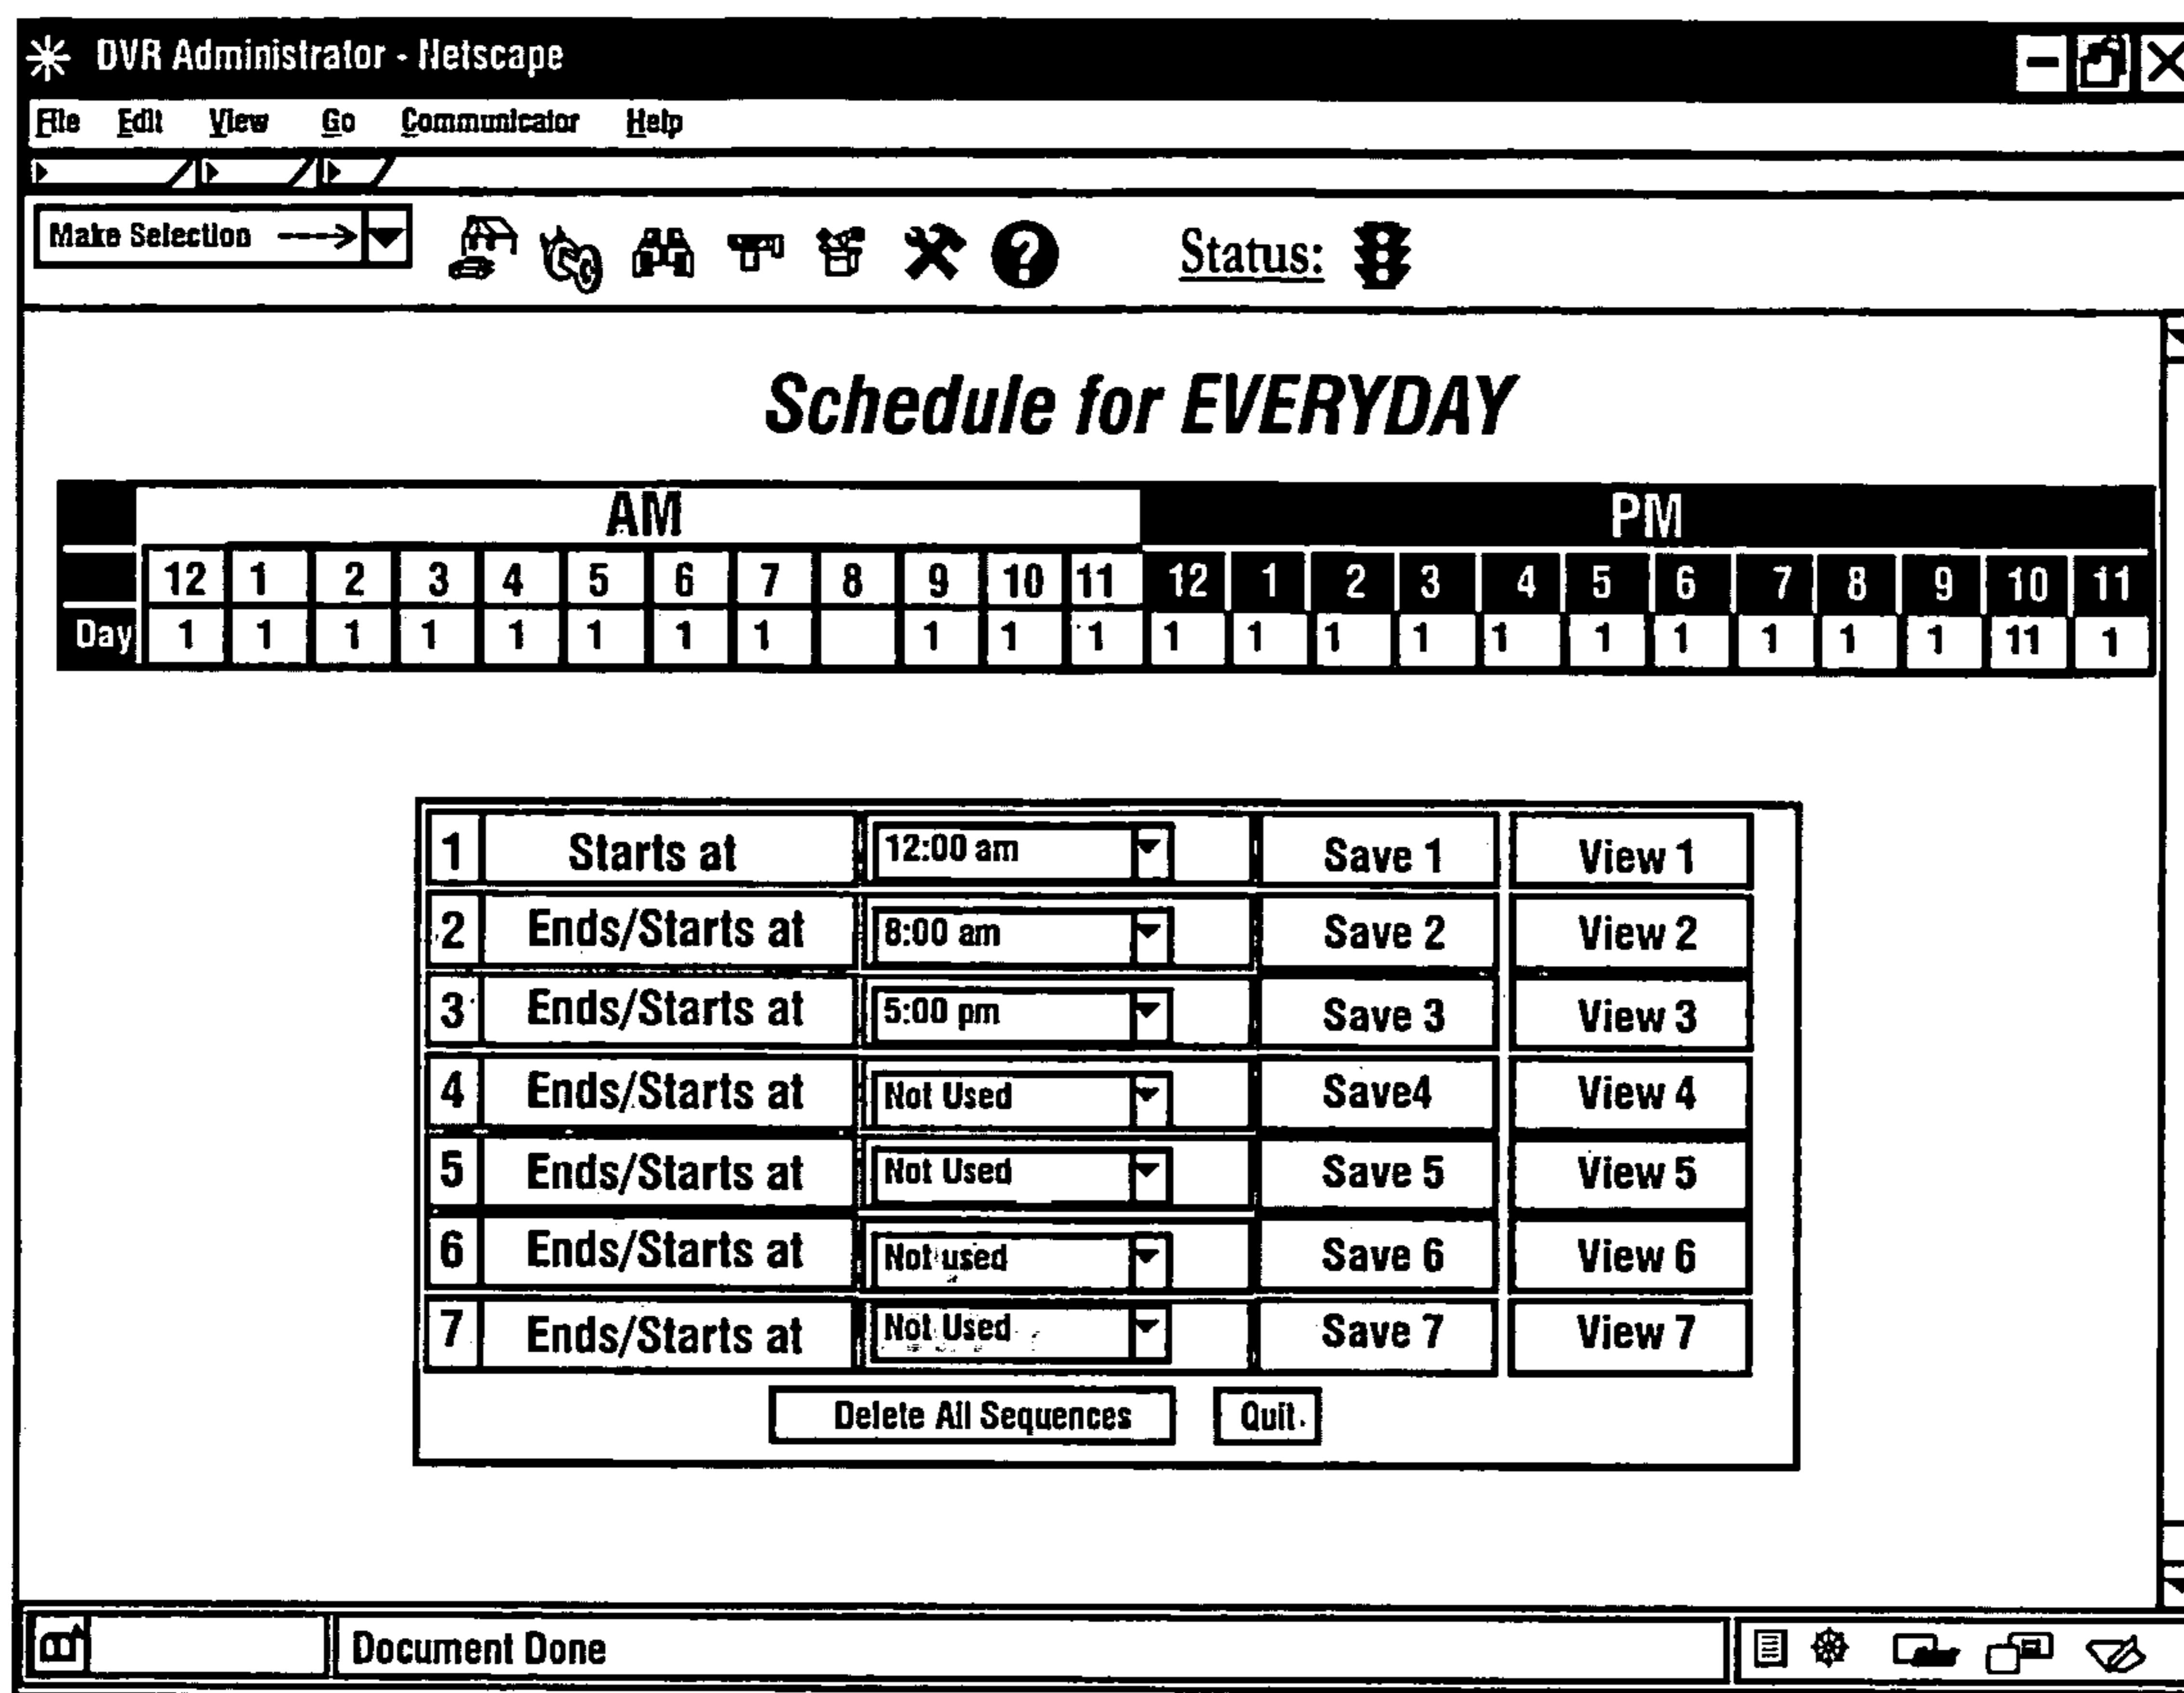 DVR Administrator - Netscape
File Edit View Go Communicator Help
Make Selection Status:
Schedule for EVERYDAY
AM PM
12 1 2 3 4 5 6 7 8 9 10 11 12 1 2 3 4 5 6 7 8 9 10 11
Day 1 1 1 1 1 1 1 1 1 1 1 1 1 1 1 1 1 1 1 1 1 11 1
1 Starts at 12:00 am Save 1 View 1
2 Ends/Starts at 8:00 am Save 2 View 2
3 Ends/Starts at 5:00 pm Save 3 View 3
4 Ends/Starts at Not Used Save4 View 4
5 Ends/Starts at Not Used Save 5 View 5
6 Ends/Starts at Not used Save 6 View 6
7 Ends/Starts at Not Used Save 7 View 7
Delete All Sequences Quit
Document Done